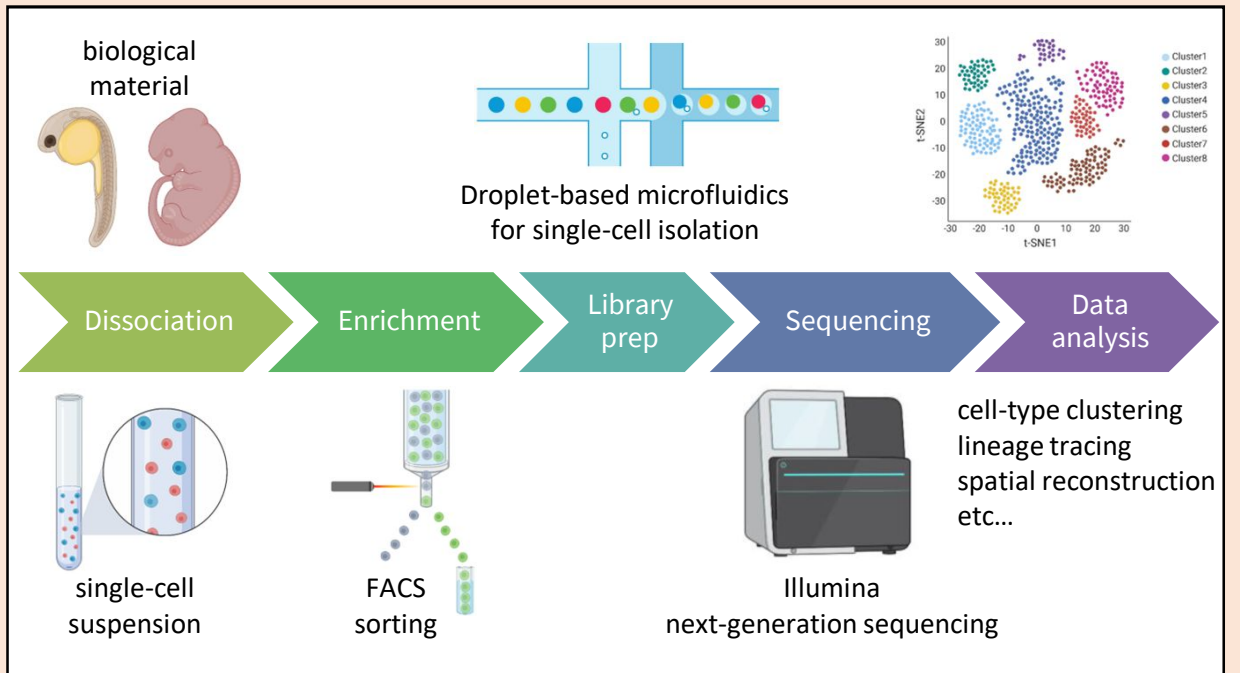 biological
material
Droplet-based microfluidics
for single-cell isolation
30
20
10
0
-10
-20
-30
t-SNE2
-30 -20 -10 0 10 20 30
t-SNE1
Cluster1
Cluster2
Cluster3
Cluster4
Cluster5
Cluster6
Cluster7
Cluster8
Dissociation
Enrichment
Library
prep
Sequencing
Data
analysis
single-cell
suspension
FACS
sorting
Illumina
next-generation sequencing
cell-type clustering
lineage tracing
spatial reconstruction
etc...